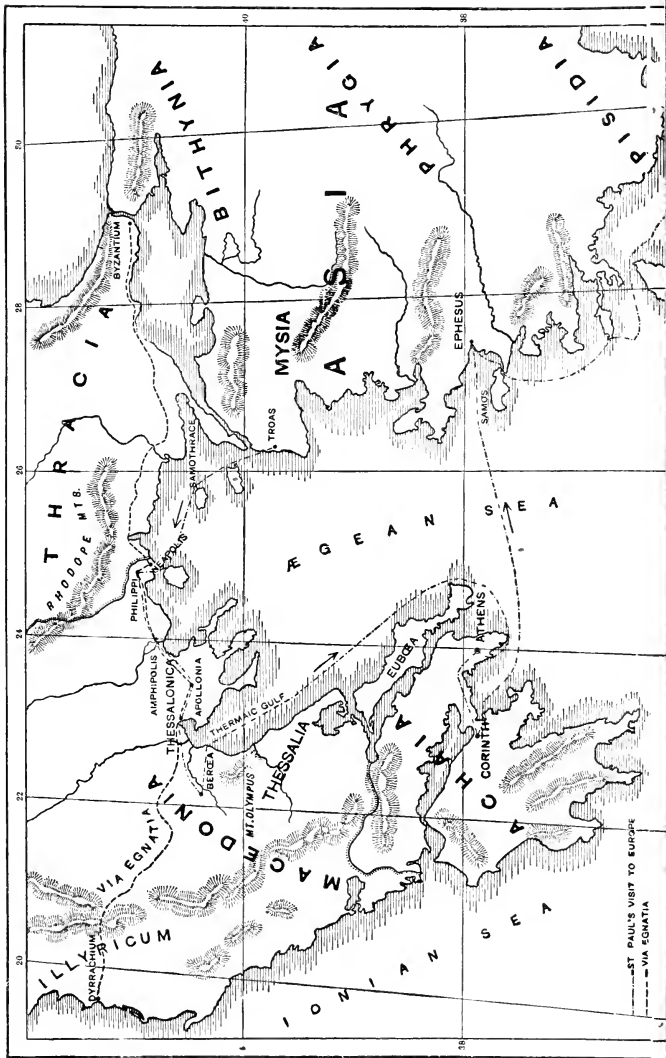 40
38
30
28
26
24
22
20
4
38
BITHYNIA
PHRYGIA
ASIA
PISIDIA
BYZANTIUM
MYSIA
EPHESUS
TROAS
SAMOS
THRACIA
SAMOTHRACE
RHODOPE MTS.
NEAPOLIS
PHILIPPI
ÆGEAN SEA
AMPHIPOLIS
THESSALONICA
APOLLONIA
THERMAIC GULF
EUBŒA
ATHENS
BERŒA
THESSALIA
CORINTH
ACHAIA
MACEDONIA
MT. OLYMPUS
VIA EGNATIA
DYRRACHIUM
ILLYRICUM
IONIAN SEA
ST PAUL'S VISIT TO EUROPE
VIA EGNATIA